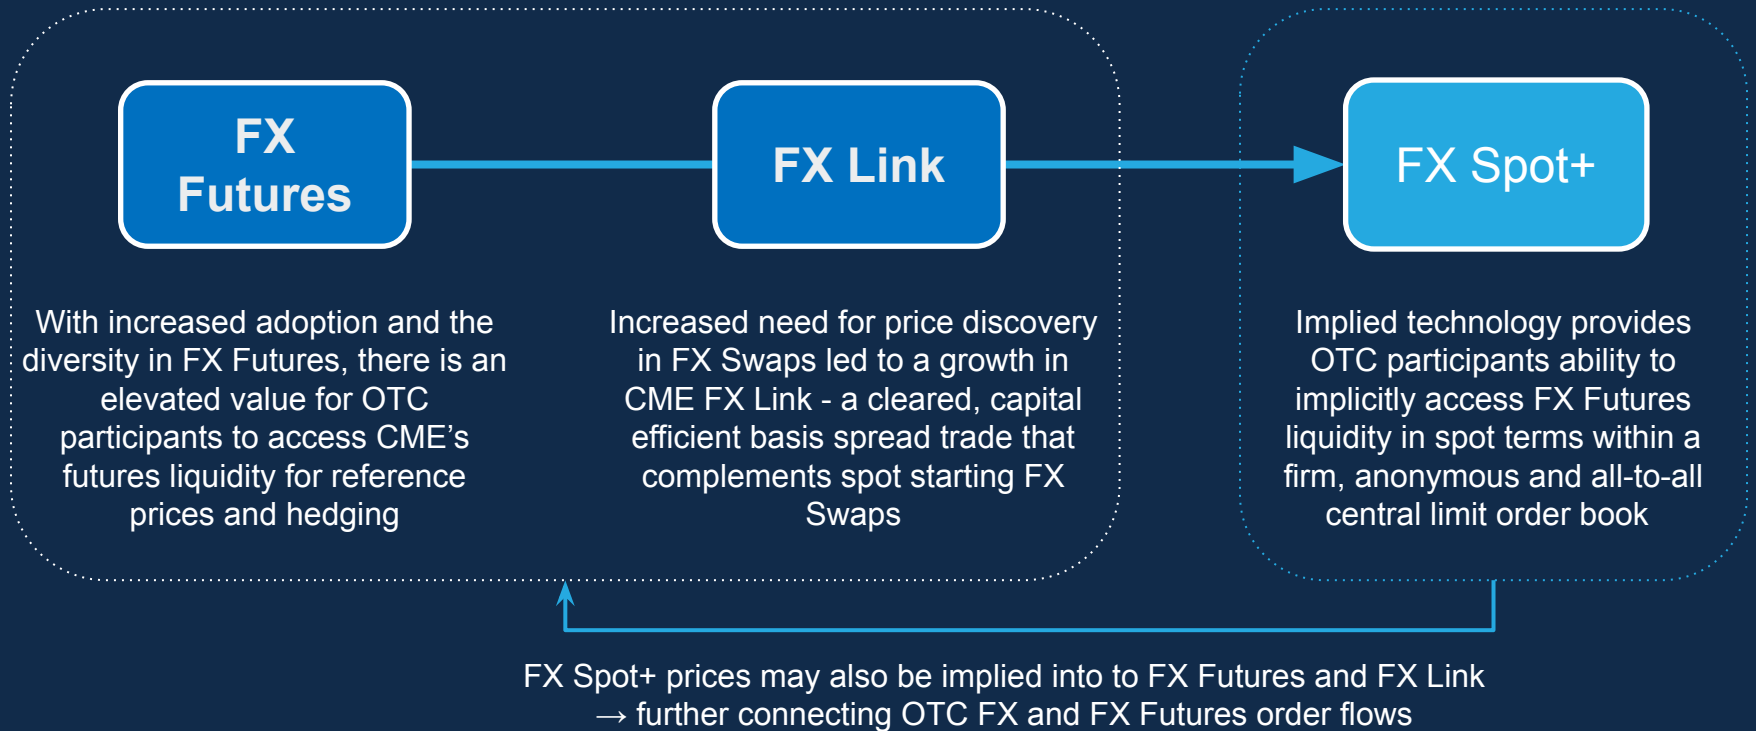 FX
Futures
FX Link
FX Spot+
With increased adoption and the
diversity in FX Futures, there is an
elevated value for OTC
participants to access CME’s
futures liquidity for reference
prices and hedging
Increased need for price discovery
in FX Swaps led to a growth in
CME FX Link - a cleared, capital
efficient basis spread trade that
complements spot starting FX
Swaps
Implied technology provides
OTC participants ability to
implicitly access FX Futures
liquidity in spot terms within a
firm, anonymous and all-to-all
central limit order book
FX Spot+ prices may also be implied into to FX Futures and FX Link
→ further connecting OTC FX and FX Futures order flows